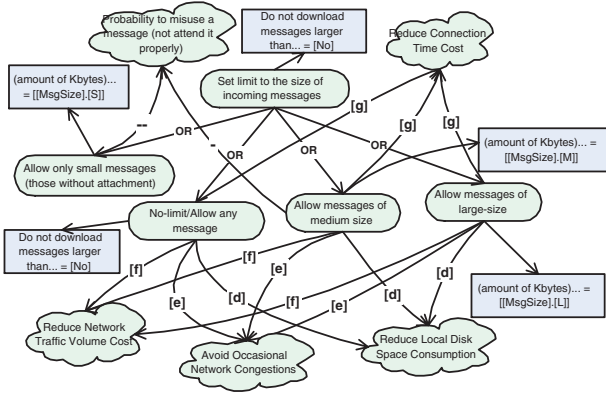 Probability to misuse a
message (not attend it
properly)
Do not download
messages larger
than... = [No]
Reduce Connection
Time Cost
(amount of Kbytes)...
= [[MsgSize].[S]]
Set limit to the size of
incoming messages
[g]
--
OR
-
OR
OR
OR
[g]
[g]
(amount of Kbytes)... =
[[MsgSize].[M]]
Allow only small messages
(those without attachment)
No-limit/Allow any
message
Allow messages of
medium size
Allow messages of
large-size
Do not download
messages larger
than... = [No]
[f]
[f]
[e]
[d]
[e]
[d]
[f]
[e]
[d]
(amount of Kbytes)... =
[[MsgSize].[L]]
Reduce Network
Traffic Volume Cost
Avoid Occasional
Network Congestions
Reduce Local Disk
Space Consumption